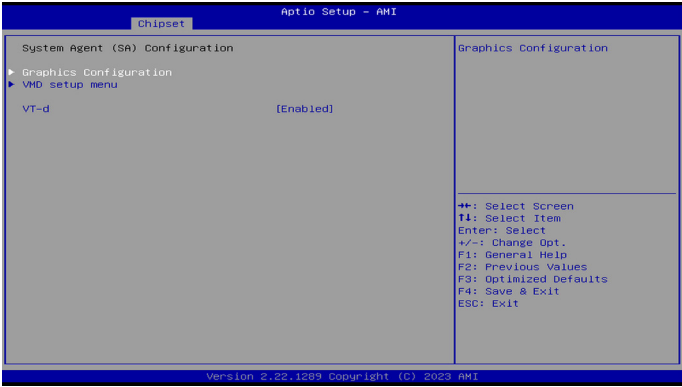 Aptio Setup – AMI
Chipset
System Agent (SA) Configuration
Graphics Configuration
VMD setup menu
VT-d [Enabled]
Graphics Configuration
→←: Select Screen
↑↓: Select Item
Enter: Select
+/-: Change Opt.
F1: General Help
F2: Previous Values
F3: Optimized Defaults
F4: Save & Exit
ESC: Exit
Version 2.22.1289 Copyright (C) 2023 AMI